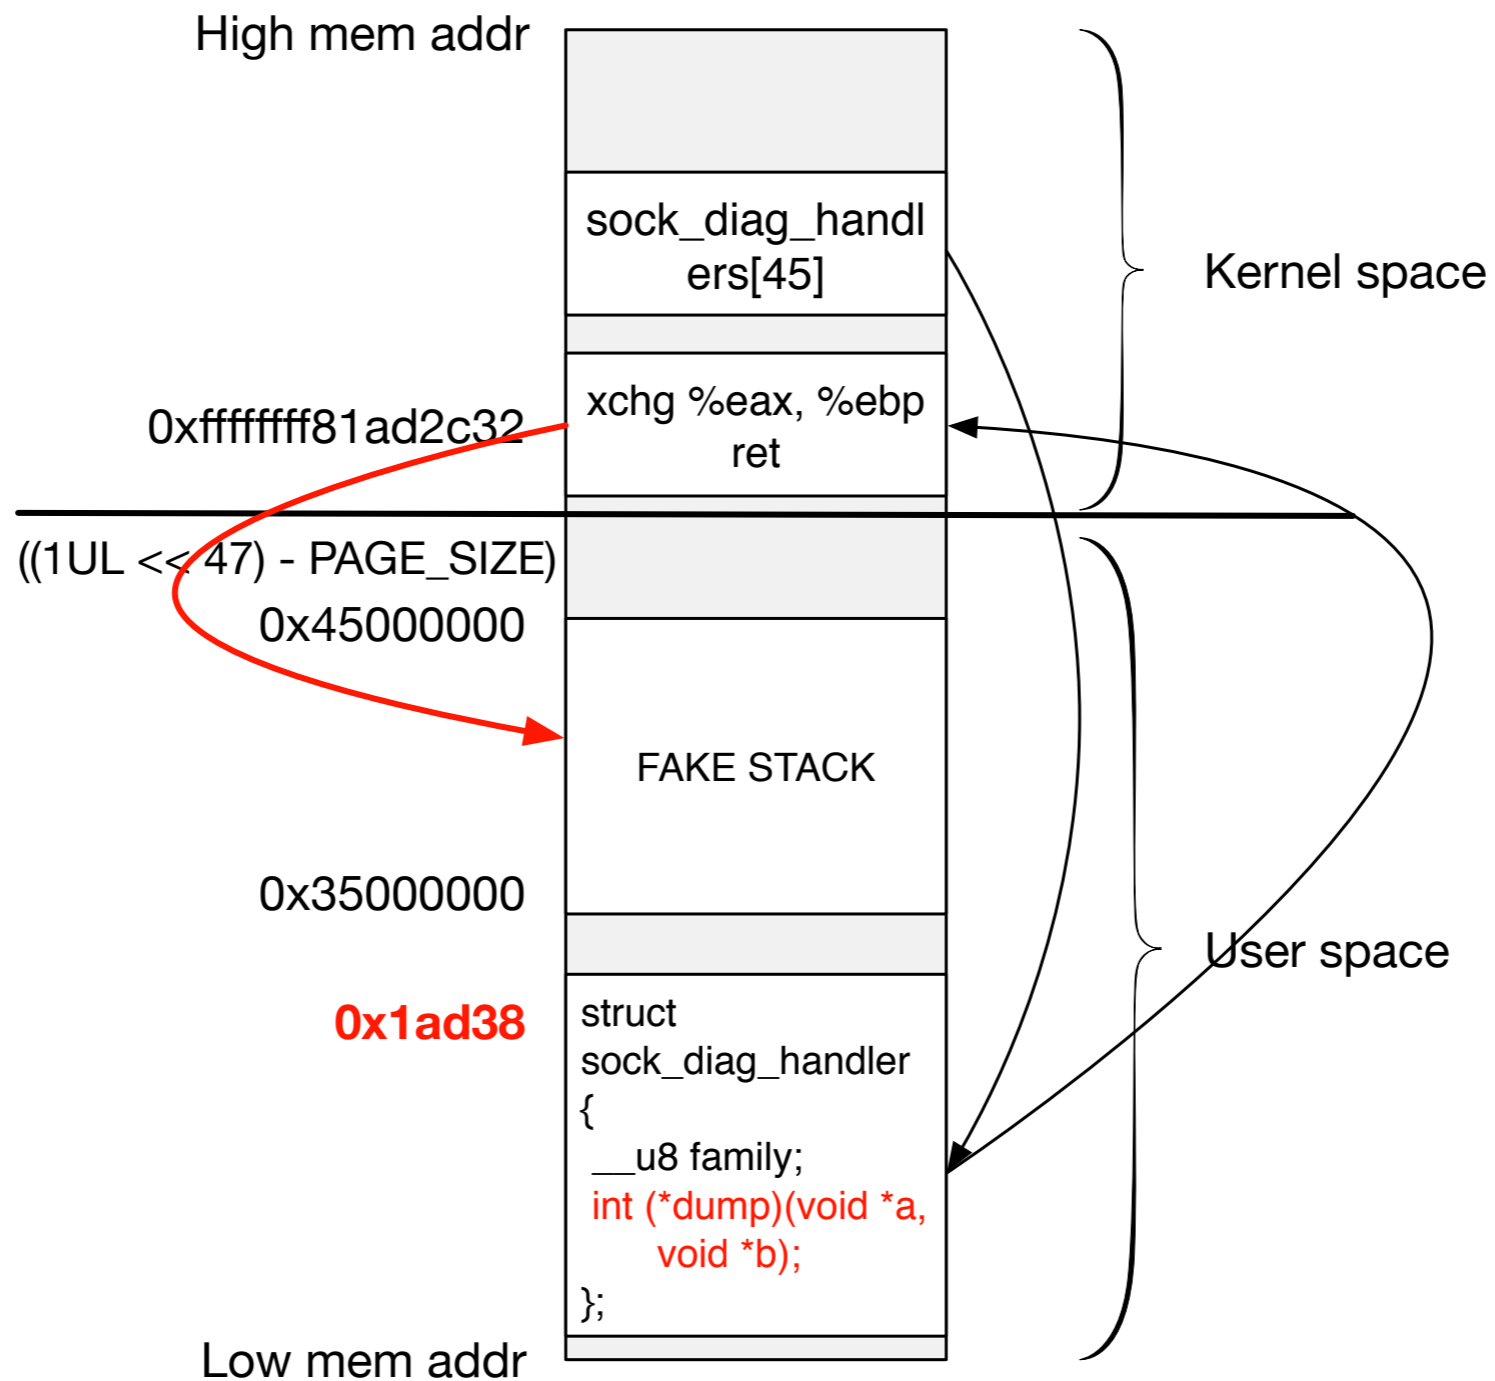 High mem addr
sock_diag_handl
ers[45]
Kernel space
xchg %eax, %ebp
ret
0xffffffff81ad2c32
((1UL << 47) - PAGE_SIZE)
0x45000000
FAKE STACK
0x35000000
User space
0x1ad38
struct
sock_diag_handler
{
__u8 family;
int (*dump)(void *a,
void *b);
};
Low mem addr